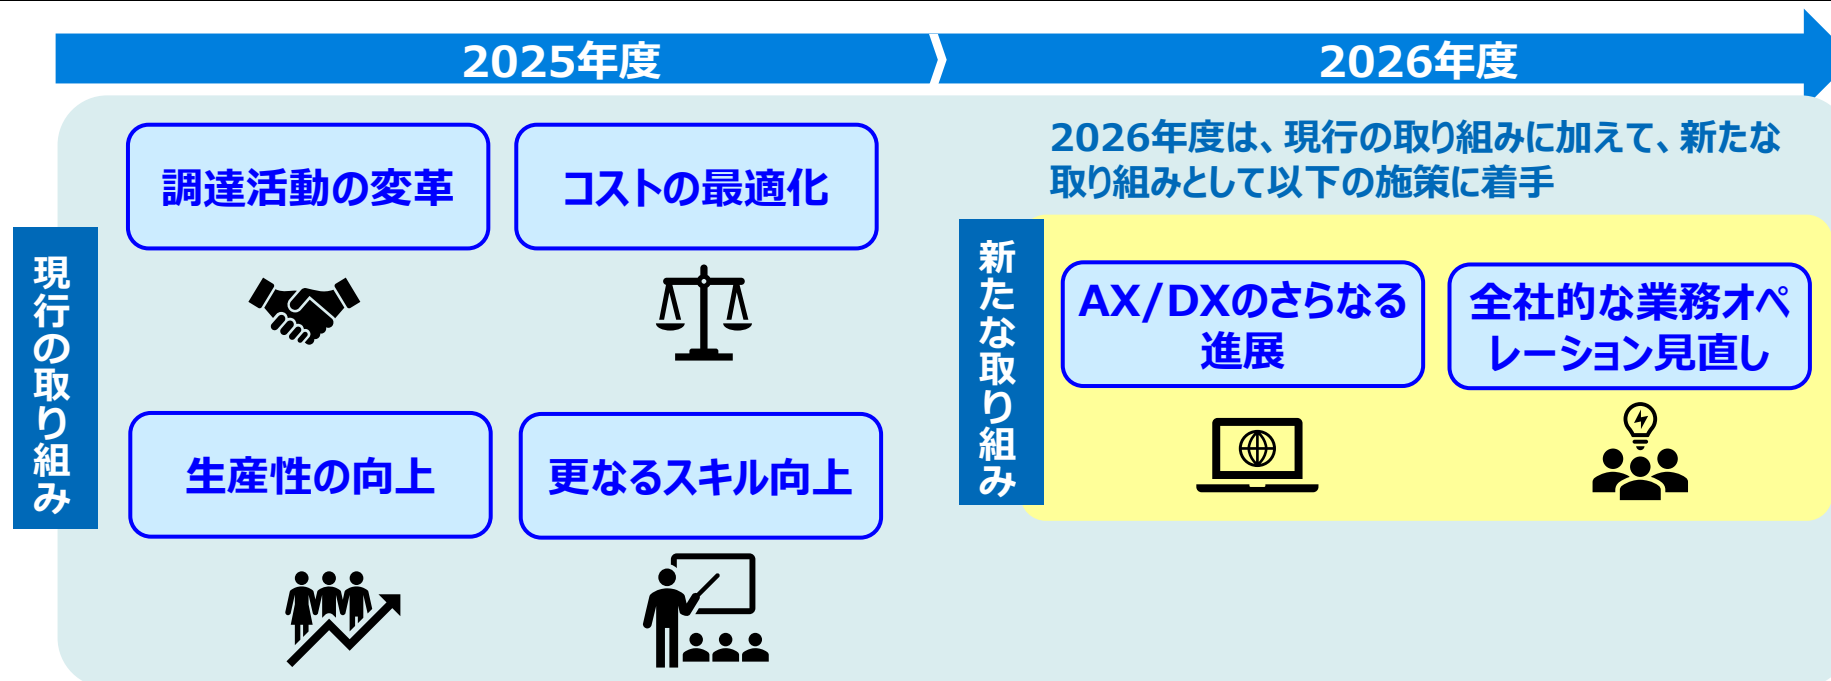 2025年度
2026年度
現行の取り組み
調達活動の変革
コストの最適化
生産性の向上
更なるスキル向上
2026年度は、現行の取り組みに加えて、新たな
取り組みとして以下の施策に着手
新たな取り組み
AX/DXのさらなる
進展
全社的な業務オペ
レーション見直し